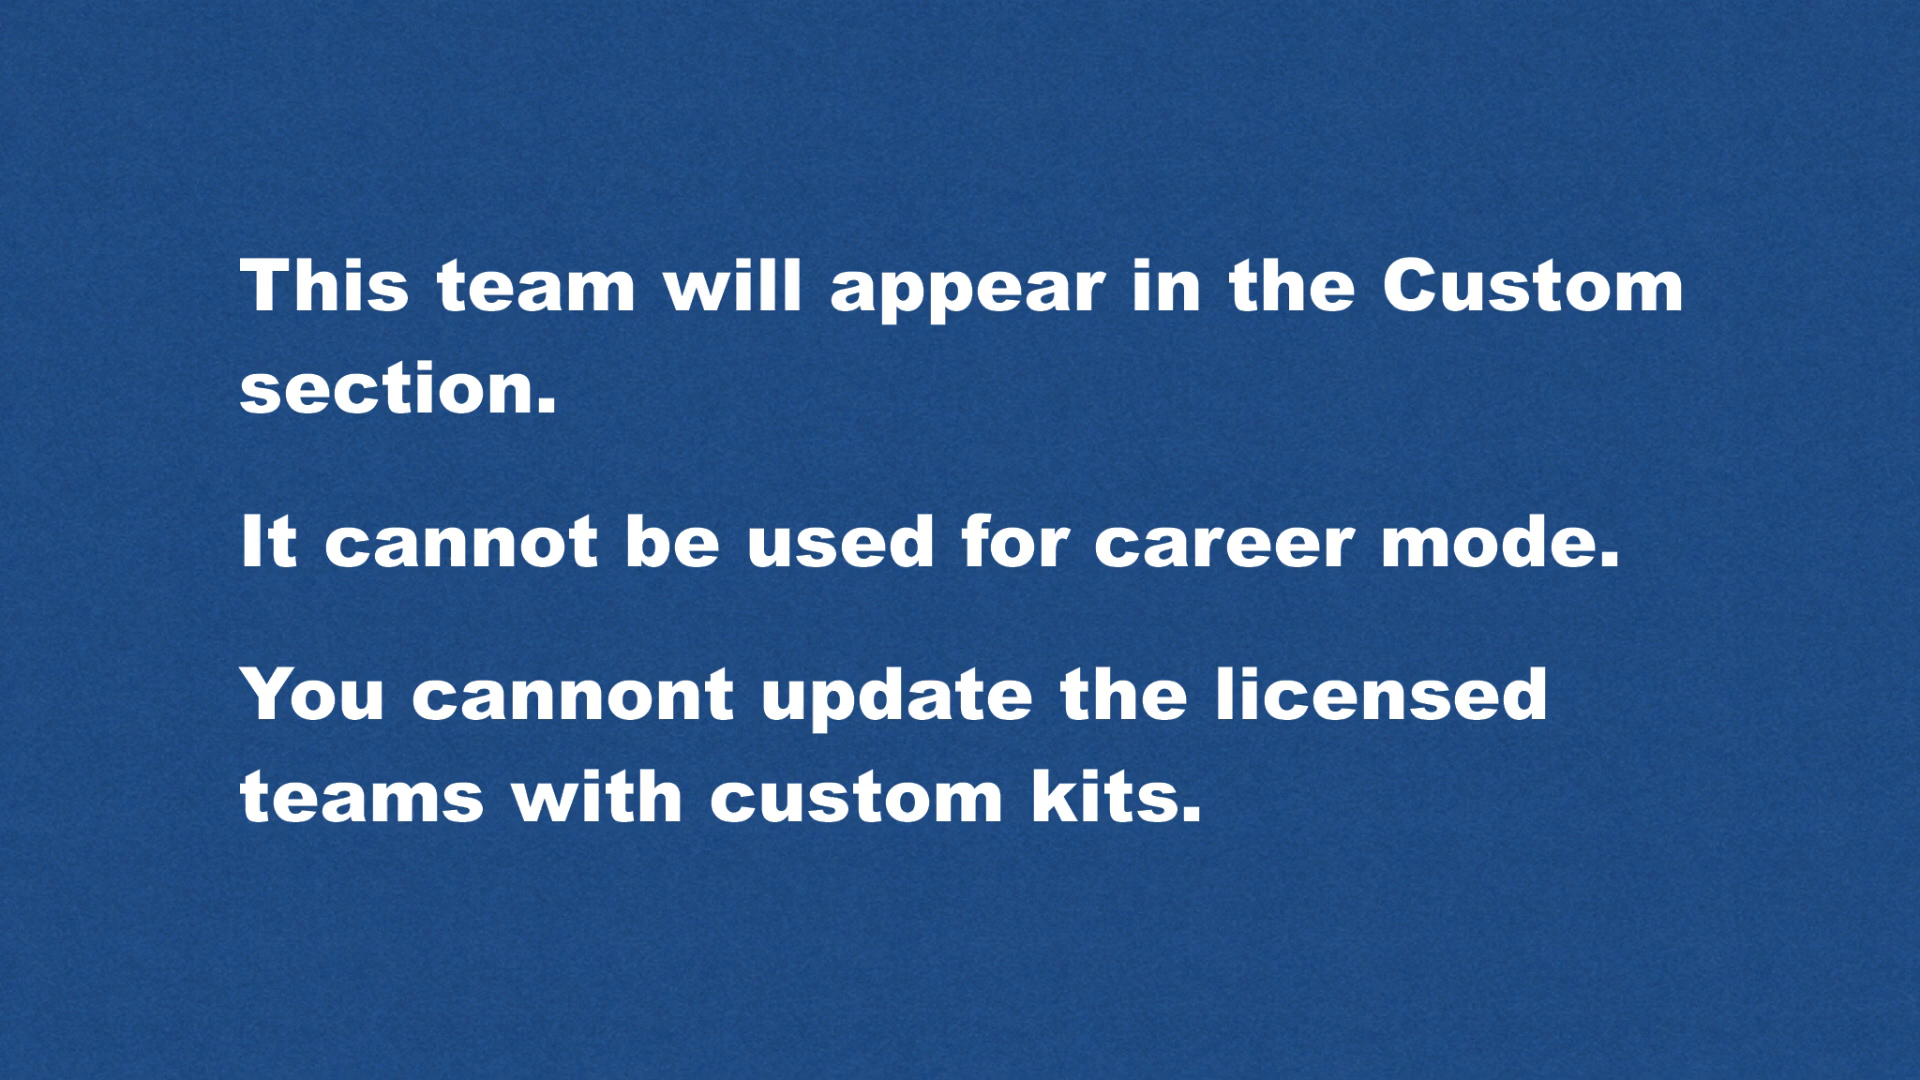 This team will appear in the Custom
section.
It cannot be used for career mode.
You cannont update the licensed
teams with custom kits.